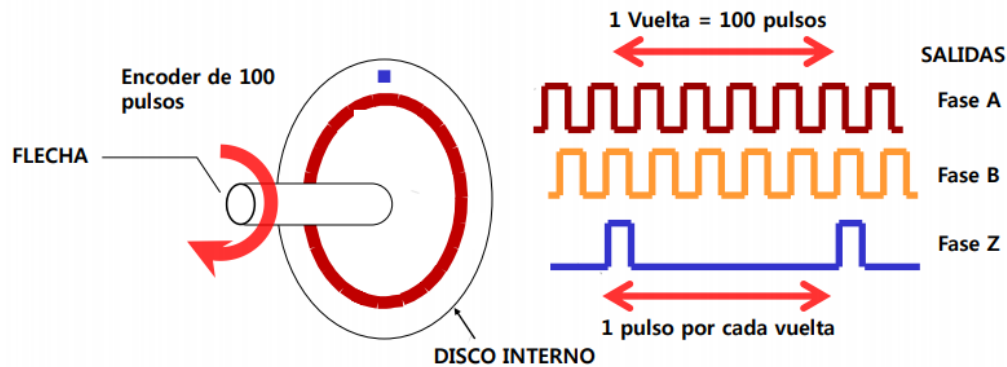 1 Vuelta = 100 pulsos
SALIDAS
Encoder de 100
pulsos
Fase A
FLECHA
Fase B
Fase Z
1 pulso por cada vuelta
DISCO INTERNO